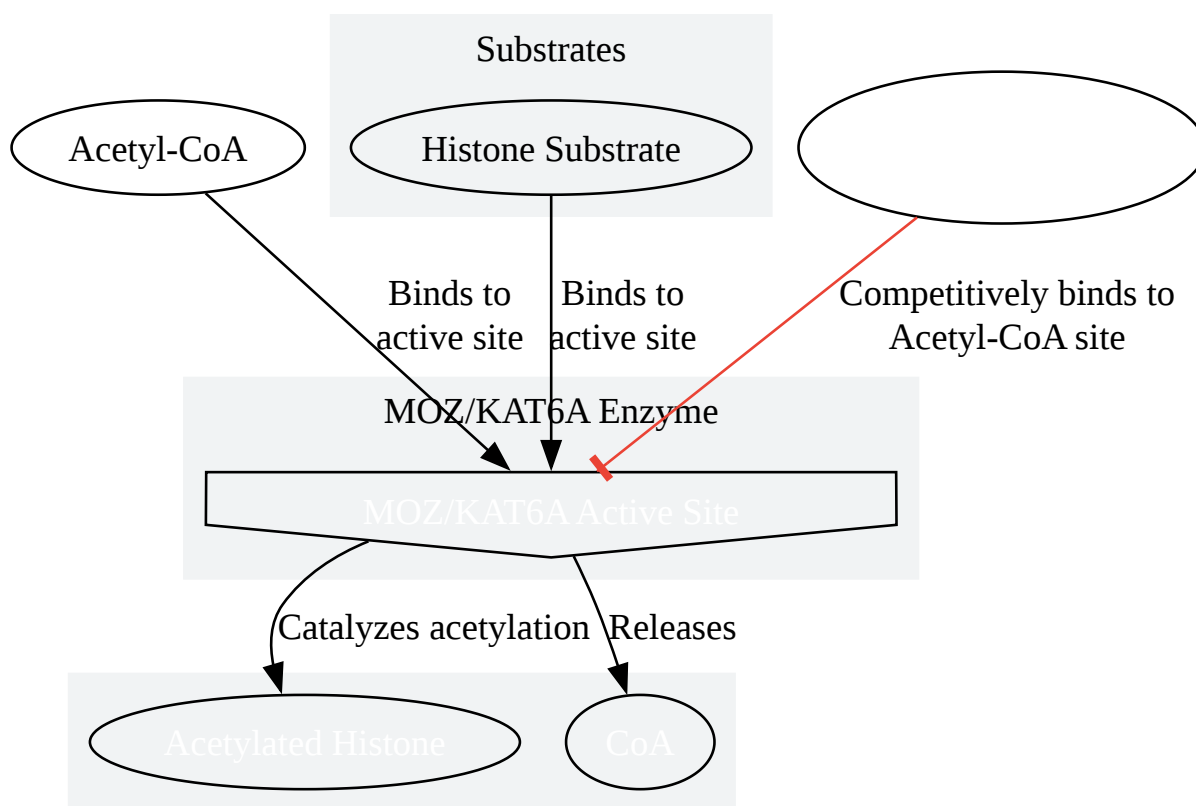 Substrates
Acetyl-CoA
Histone Substrate
Binds to
active site
Binds to
active site
Competitively binds to
Acetyl-CoA site
MOZ/KAT6A Enzyme
MOZ/KAT6A Active Site
Catalyzes acetylation
Releases
Acetylated Histone
CoA